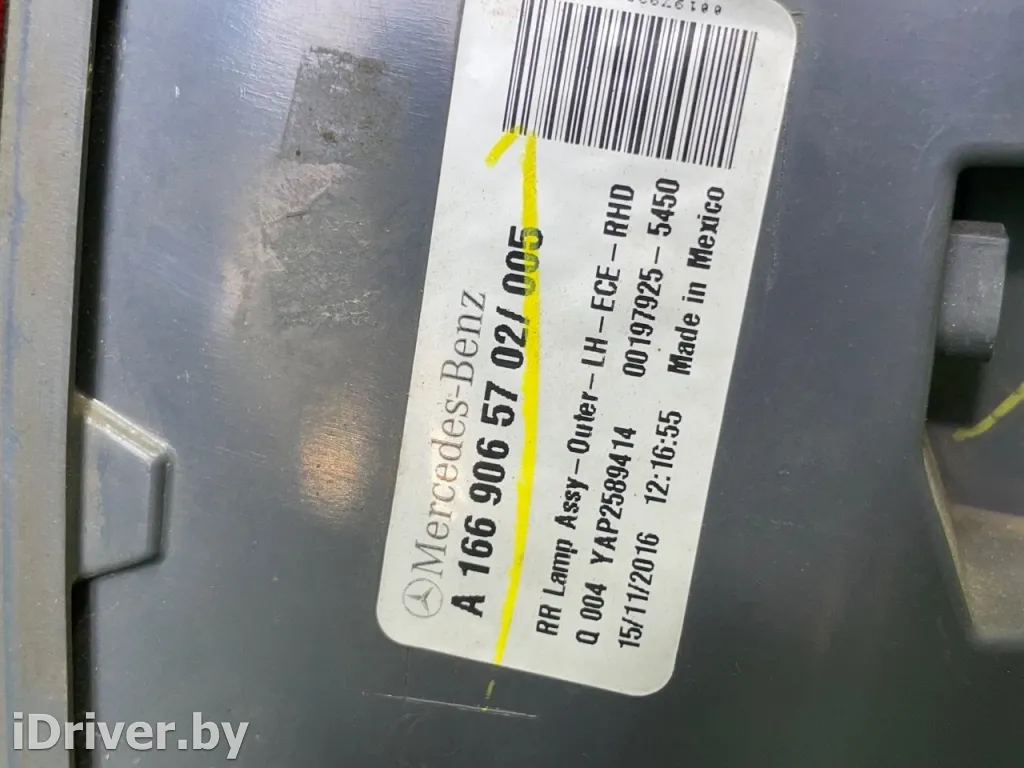 Mercedes-Benz
A 166 906 57 02/ 005
RR Lamp Assy-Outer-LH-ECE-RHD
Q 004 YAP2589414 00197925-5450
15/11/2016 12:16:55 Made in Mexico
iDriver.by